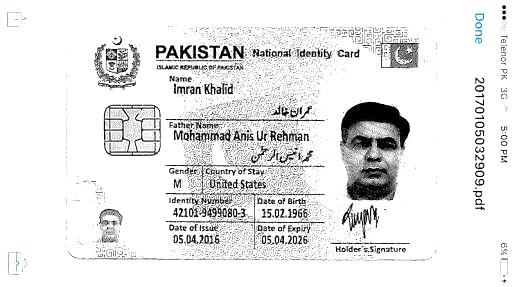 Done
20170105032909.pdf
Telenor PK 3G
5:00 PM
6%
PAKISTAN National Identity Card
ISLAMIC REPUBLIC OF PAKISTAN
Name
Imran Khalid
عمران خالد
Father Name
Mohammad Anis Ur Rehman
محمد انیس الرحمٰن
Gender Country of Stay
M United States
Identity Number Date of Birth
42101-9499080-3 15.02.1966
Date of Issue Date of Expiry
05.04.2016 05.04.2026
Holder's Signature